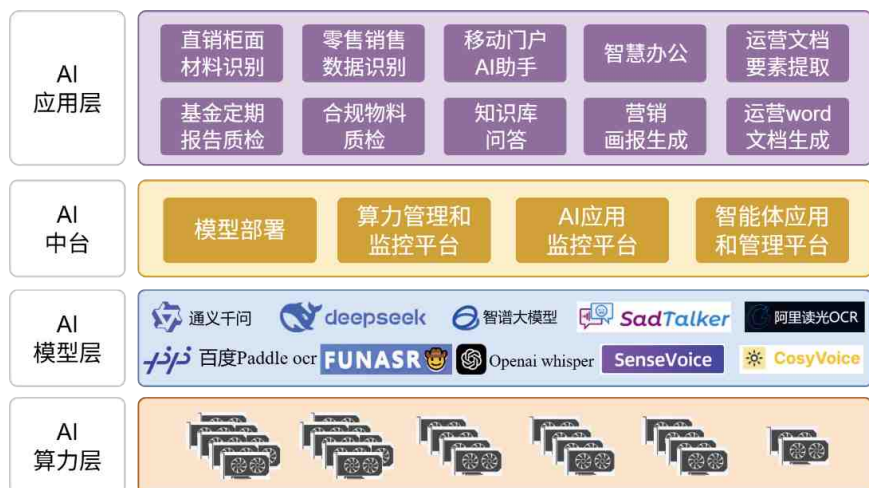 AI
应用层
直销柜面
材料识别
零售销售
数据识别
移动门户
AI助手
智慧办公
运营文档
要素提取
基金定期
报告质检
合规物料
质检
知识库
问答
营销
画报生成
运营word
文档生成
AI
中台
模型部署
算力管理和
监控平台
AI应用
监控平台
智能体应用
和管理平台
AI
模型层
通义千问
deepseek
智谱大模型
SadTalker
阿里读光OCR
百度Paddle ocr
FUNASR
Openai whisper
SenseVoice
CosyVoice
AI
算力层